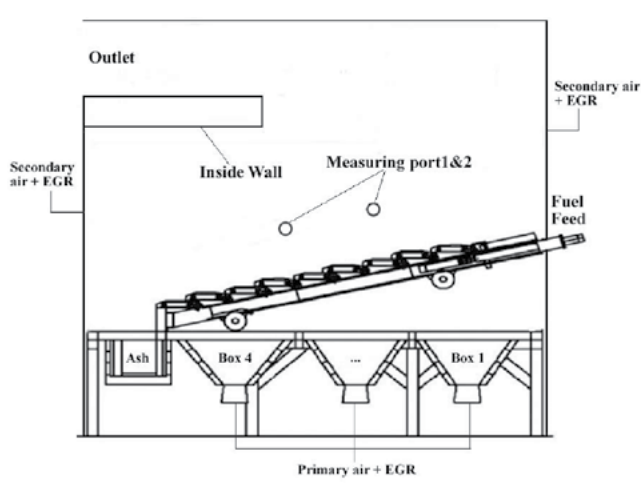 Outlet
Secondary air
+ EGR
Secondary
air + EGR
Inside Wall
Measuring port1&2
Fuel
Feed
Ash
Box 4
...
Box 1
Primary air + EGR